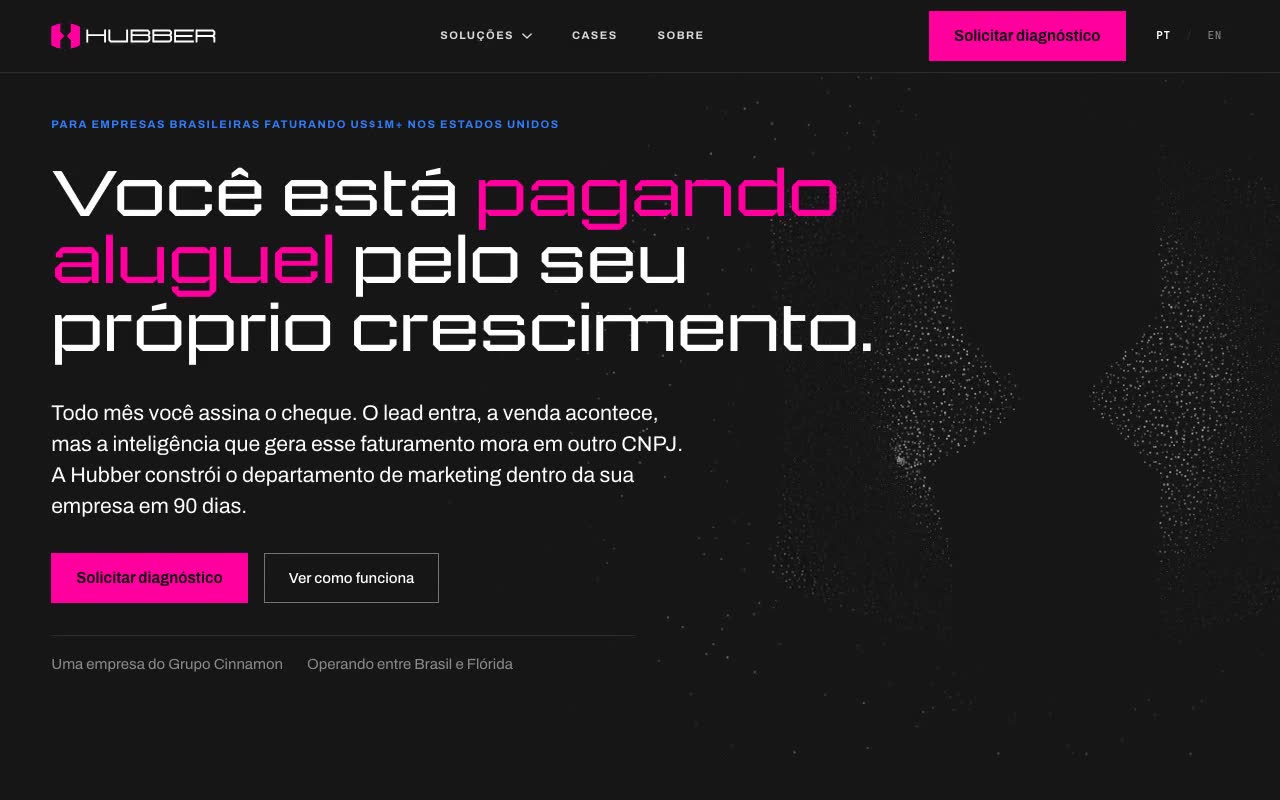 HUBBER
SOLUÇÕES
CASES
SOBRE
Solicitar diagnóstico
PT / EN
PARA EMPRESAS BRASILEIRAS FATURANDO US$1M+ NOS ESTADOS UNIDOS
Você está pagando
aluguel pelo seu
próprio crescimento.
Todo mês você assina o cheque. O lead entra, a venda acontece,
mas a inteligência que gera esse faturamento mora em outro CNPJ.
A Hubber constrói o departamento de marketing dentro da sua
empresa em 90 dias.
Solicitar diagnóstico
Ver como funciona
Uma empresa do Grupo Cinnamon
Operando entre Brasil e Flórida